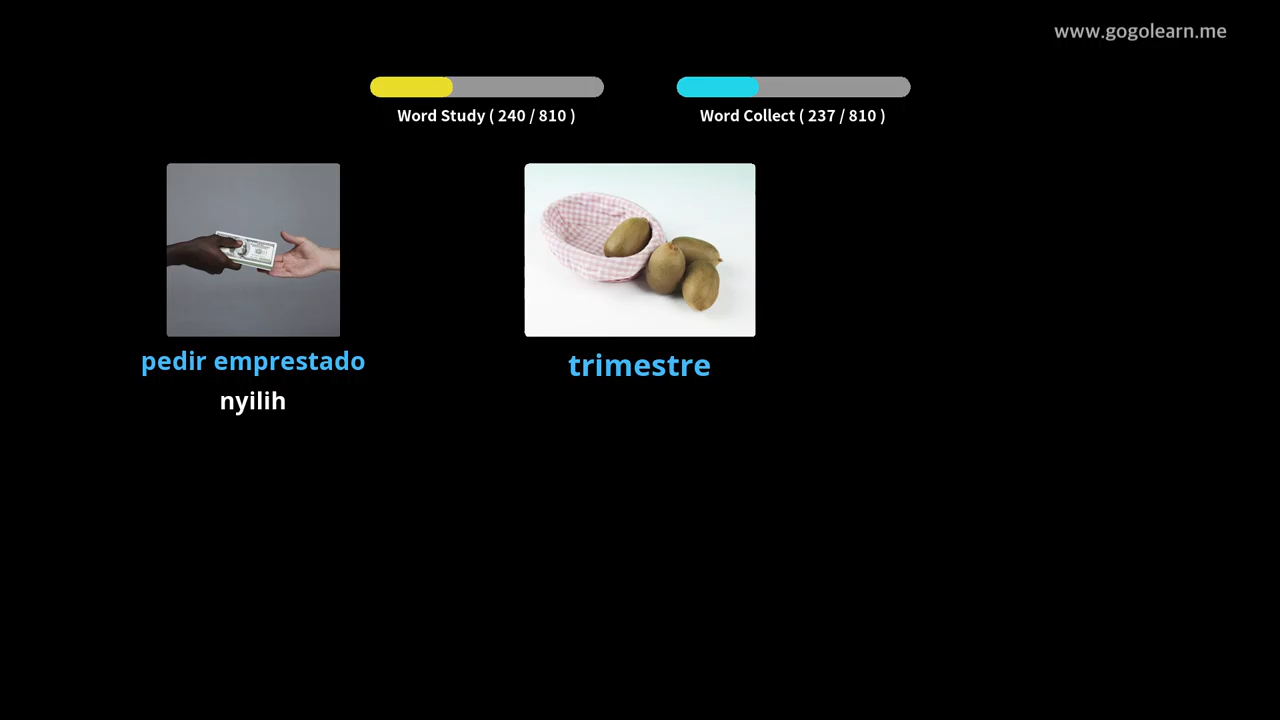 www.gogolearn.me
Word Study ( 240 / 810 )
Word Collect ( 237 / 810 )
pedir emprestado
nyilih
trimestre